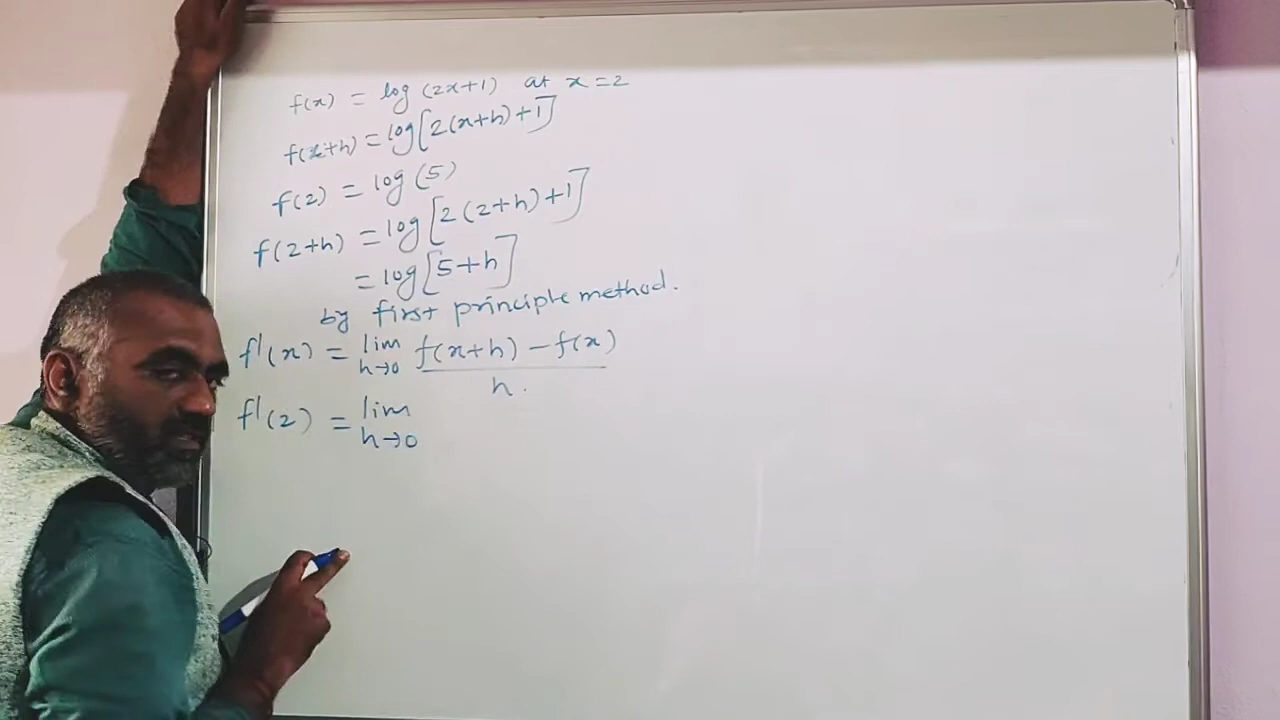 f(x) = log (2x+1) at x=2
f(x+h) = log[2(x+h)+1]
f(2) = log (5)
f(2+h) = log[2(2+h)+1]
= log[5+h]
by first principle method.
f'(x) = lim h→0 f(x+h) - f(x) / h.
f'(2) = lim h→0